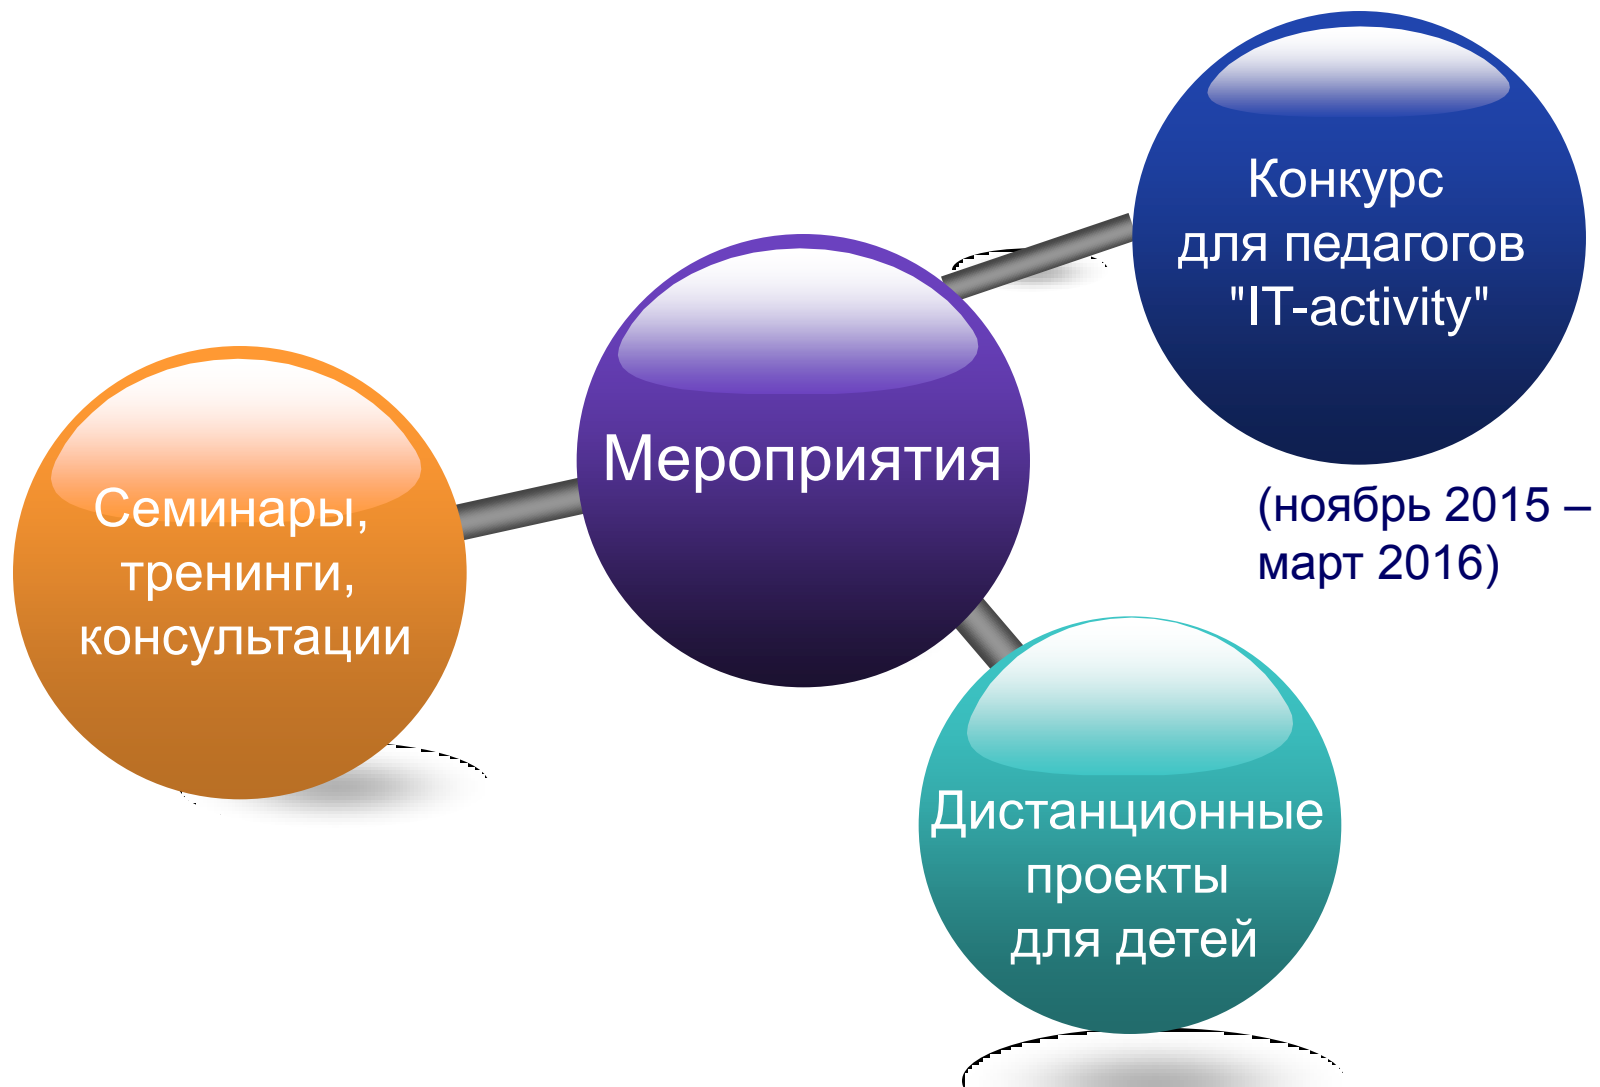 Конкурс
для педагогов
"IT-activity"
(ноябрь 2015 –
март 2016)
Мероприятия
Семинары,
тренинги,
консультации
Дистанционные
проекты
для детей